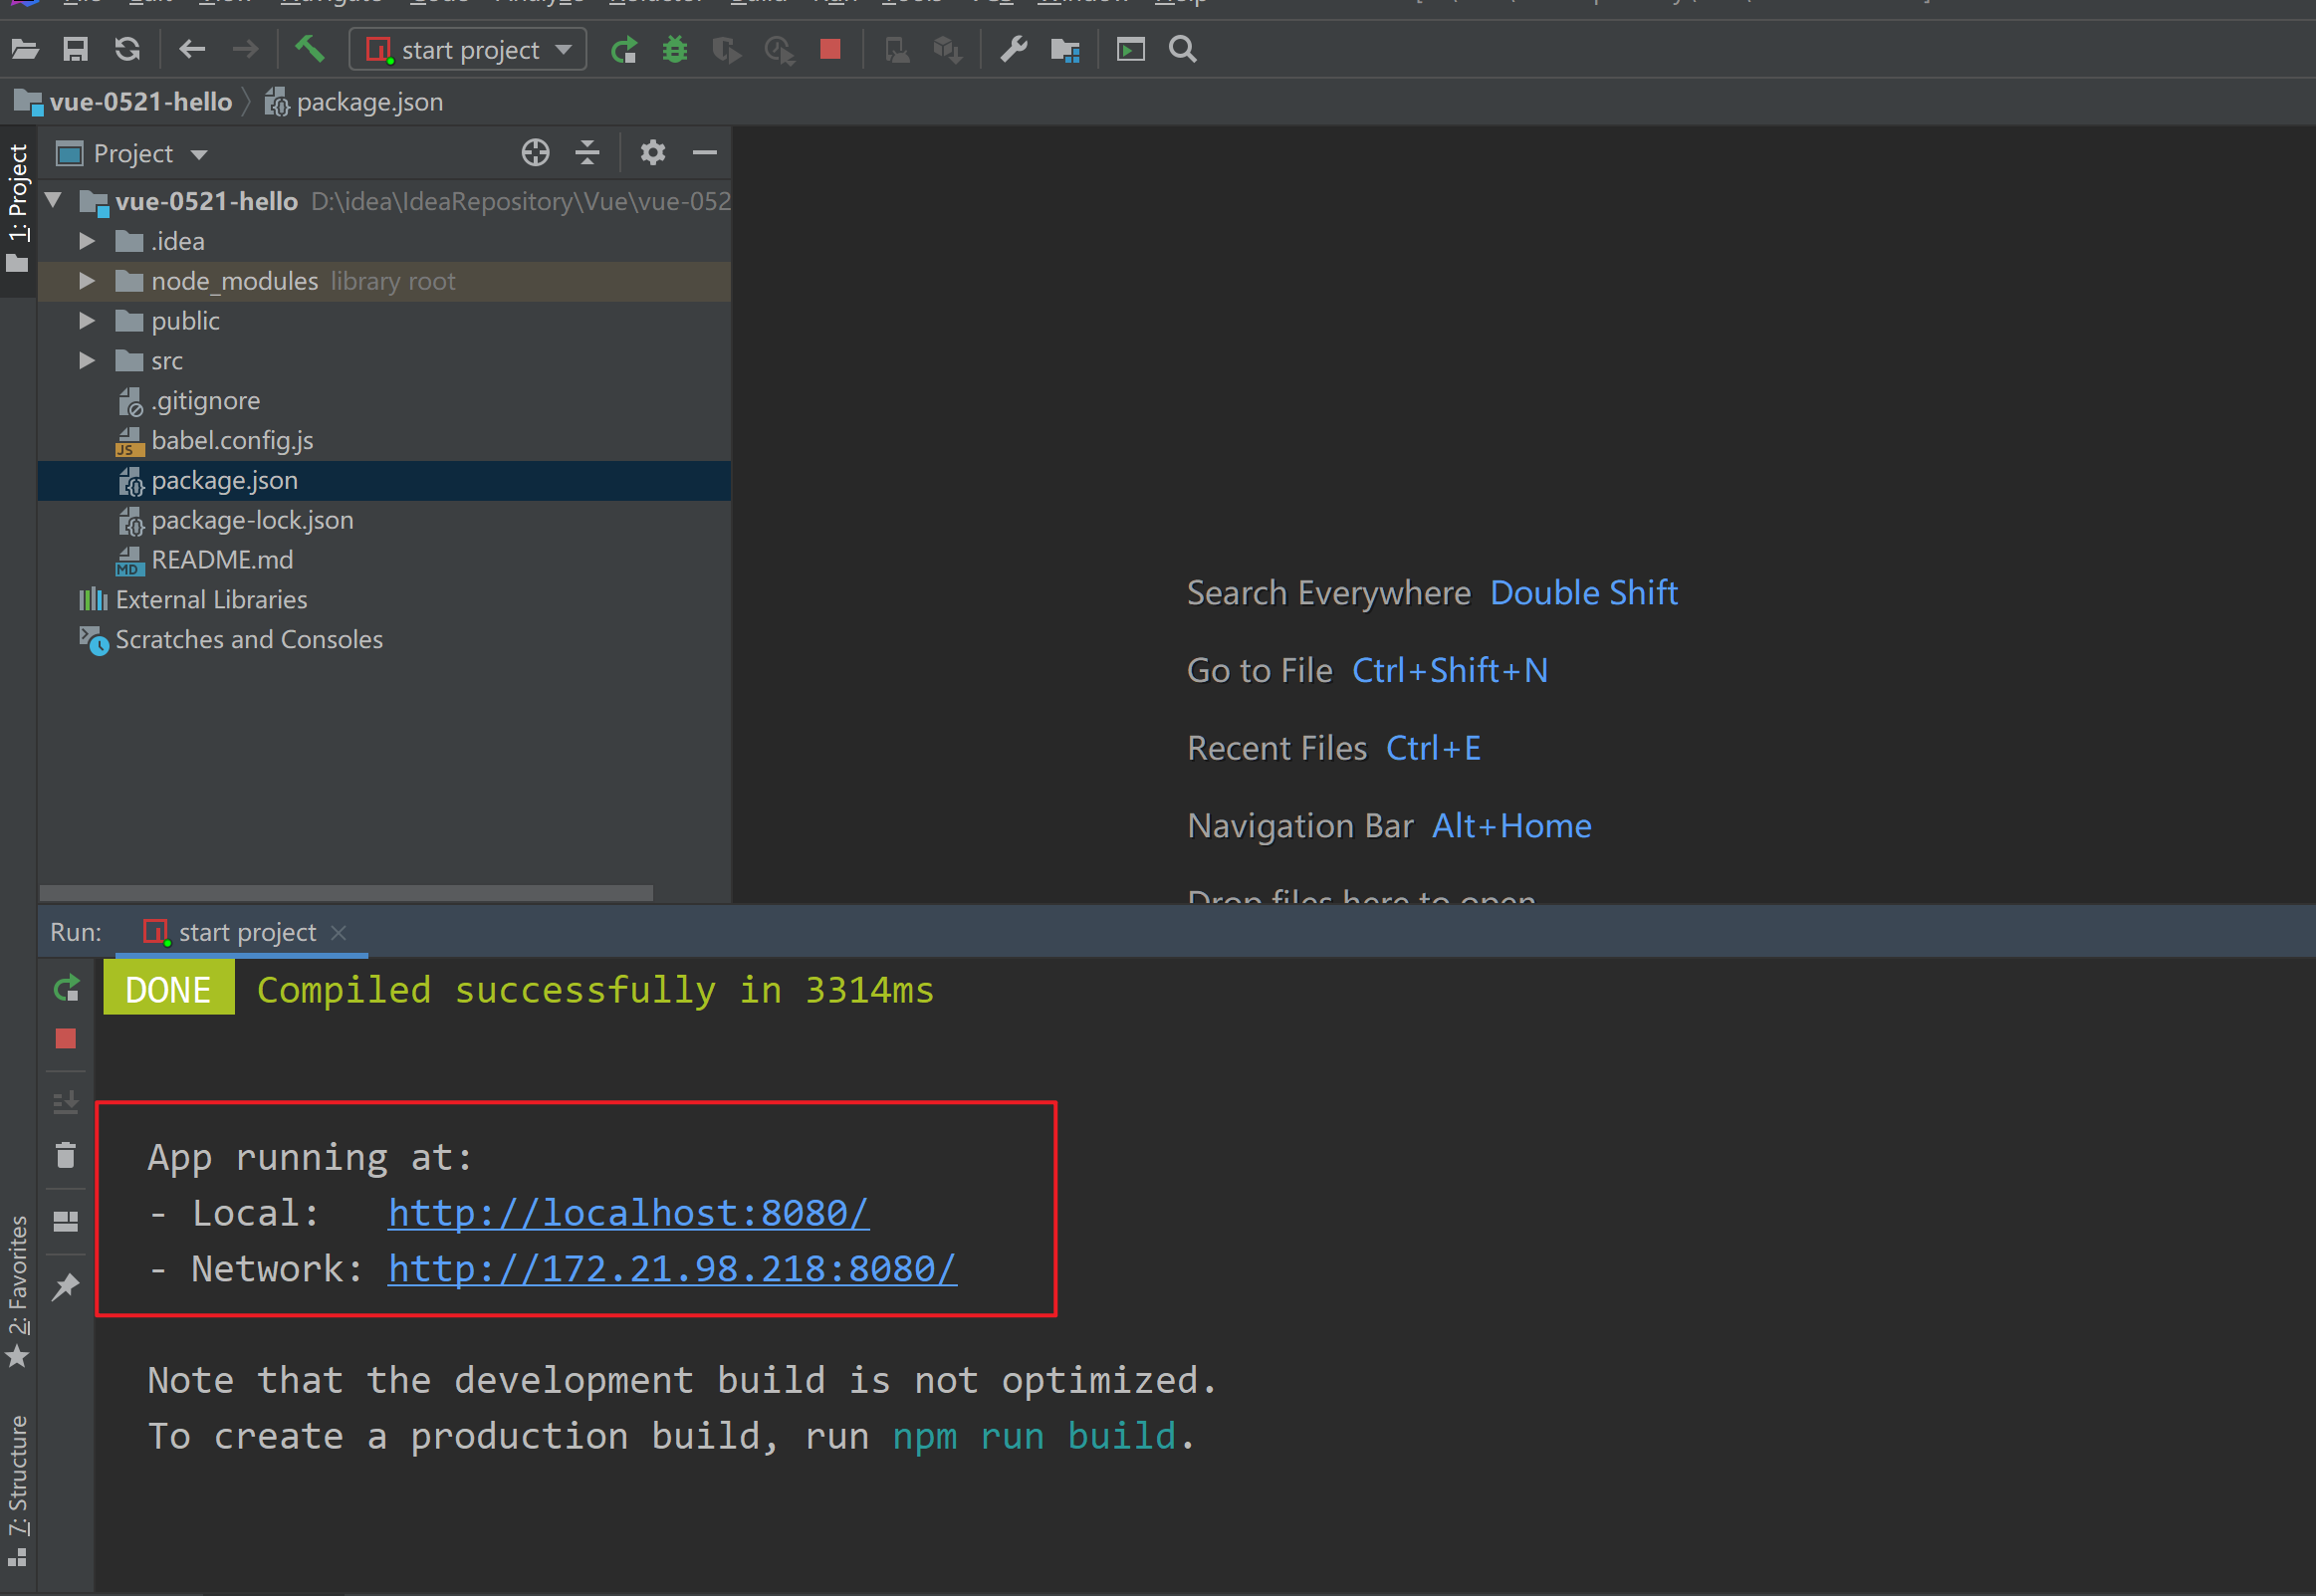 start project
vue-0521-hello
package.json
Project
1: Project
vue-0521-hello D:\idea\IdeaRepository\Vue\vue-052
.idea
node_modules library root
public
src
.gitignore
babel.config.js
package.json
package-lock.json
README.md
External Libraries
Scratches and Consoles
Search Everywhere Double Shift
Go to File Ctrl+Shift+N
Recent Files Ctrl+E
Navigation Bar Alt+Home
Drop files here to open
Run: start project
DONE Compiled successfully in 3314ms
App running at:
- Local: http://localhost:8080/
- Network: http://172.21.98.218:8080/
Note that the development build is not optimized.
To create a production build, run npm run build.
2: Favorites
7: Structure